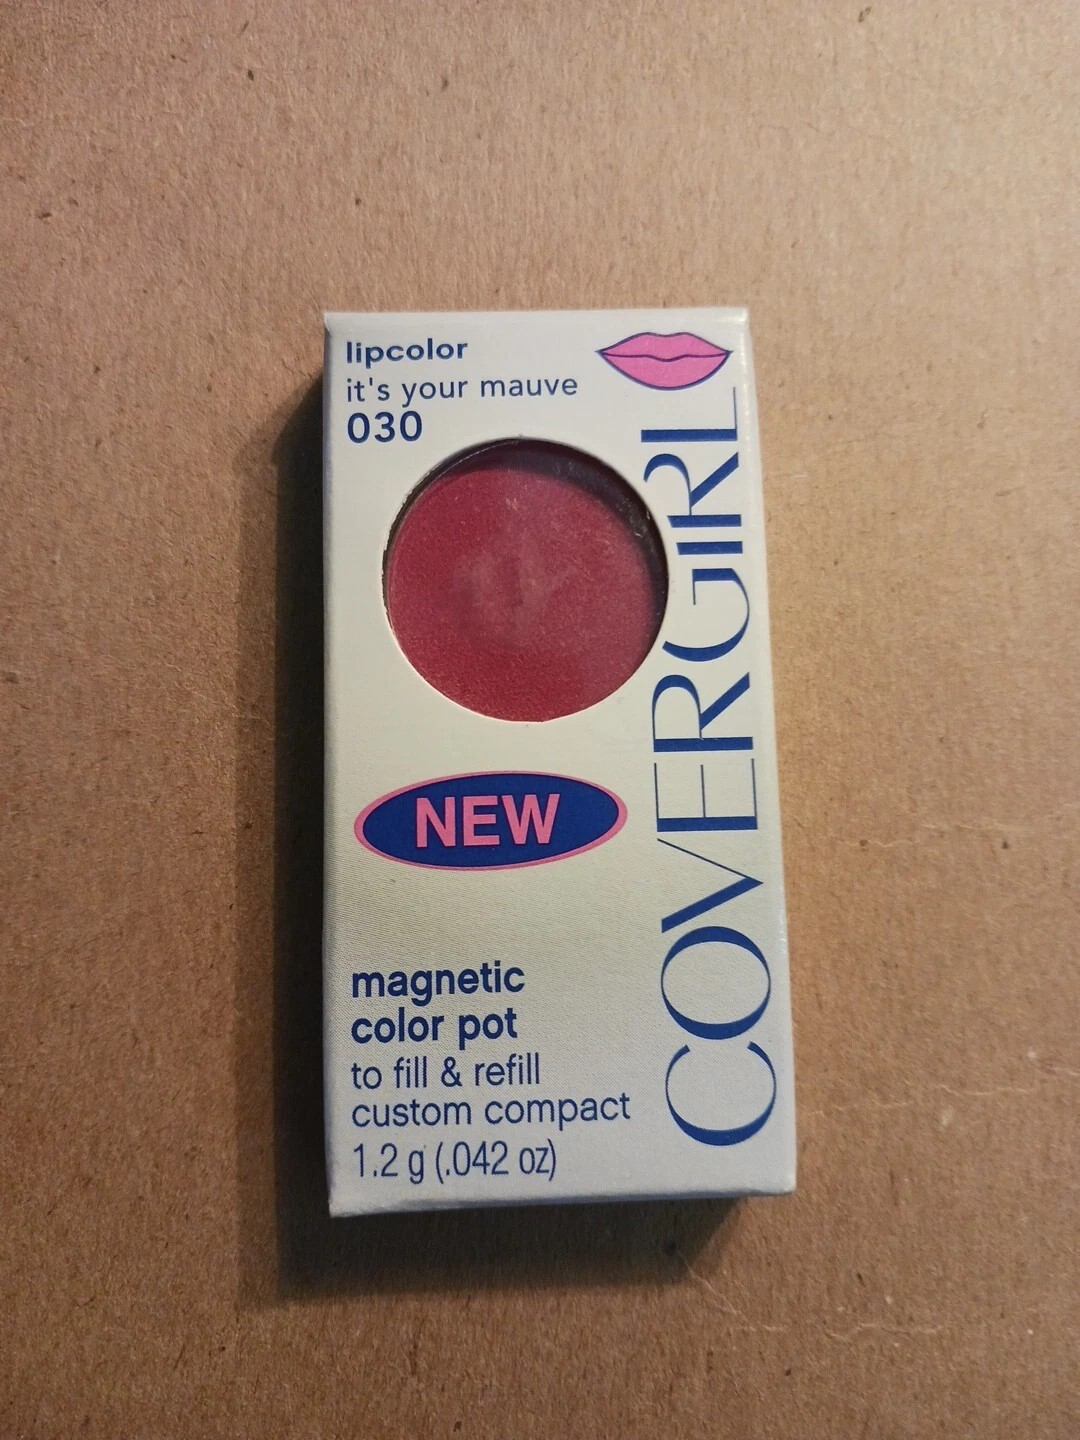 lipcolor
it's your mauve
030
COVERGIRL
NEW
magnetic
color pot
to fill & refill
custom compact
1.2 g (.042 oz)